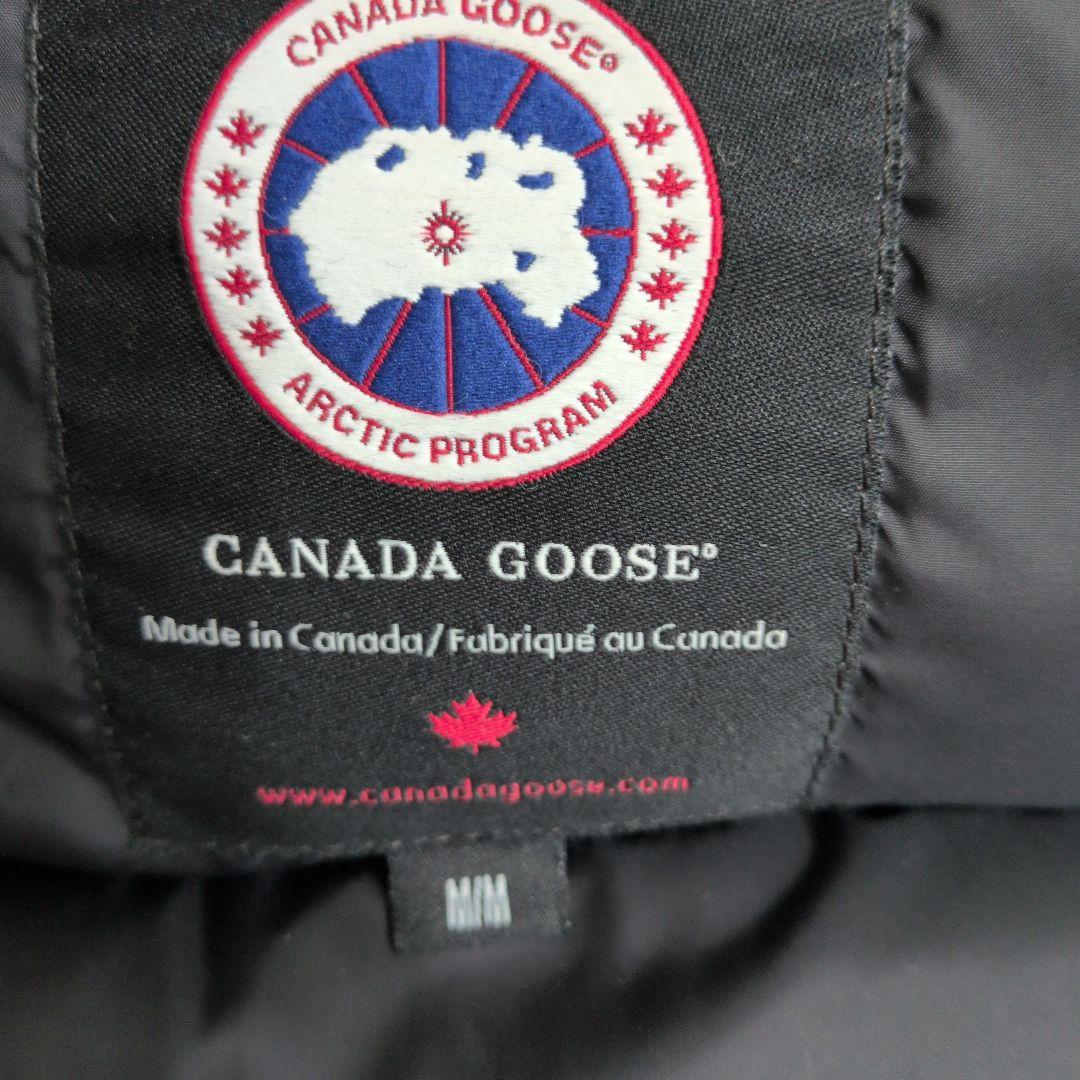 CANADA GOOSE®
ARCTIC PROGRAM
CANADA GOOSE®
Made in Canada/Fabriqué au Canada
www.canadagoose.com
M/M